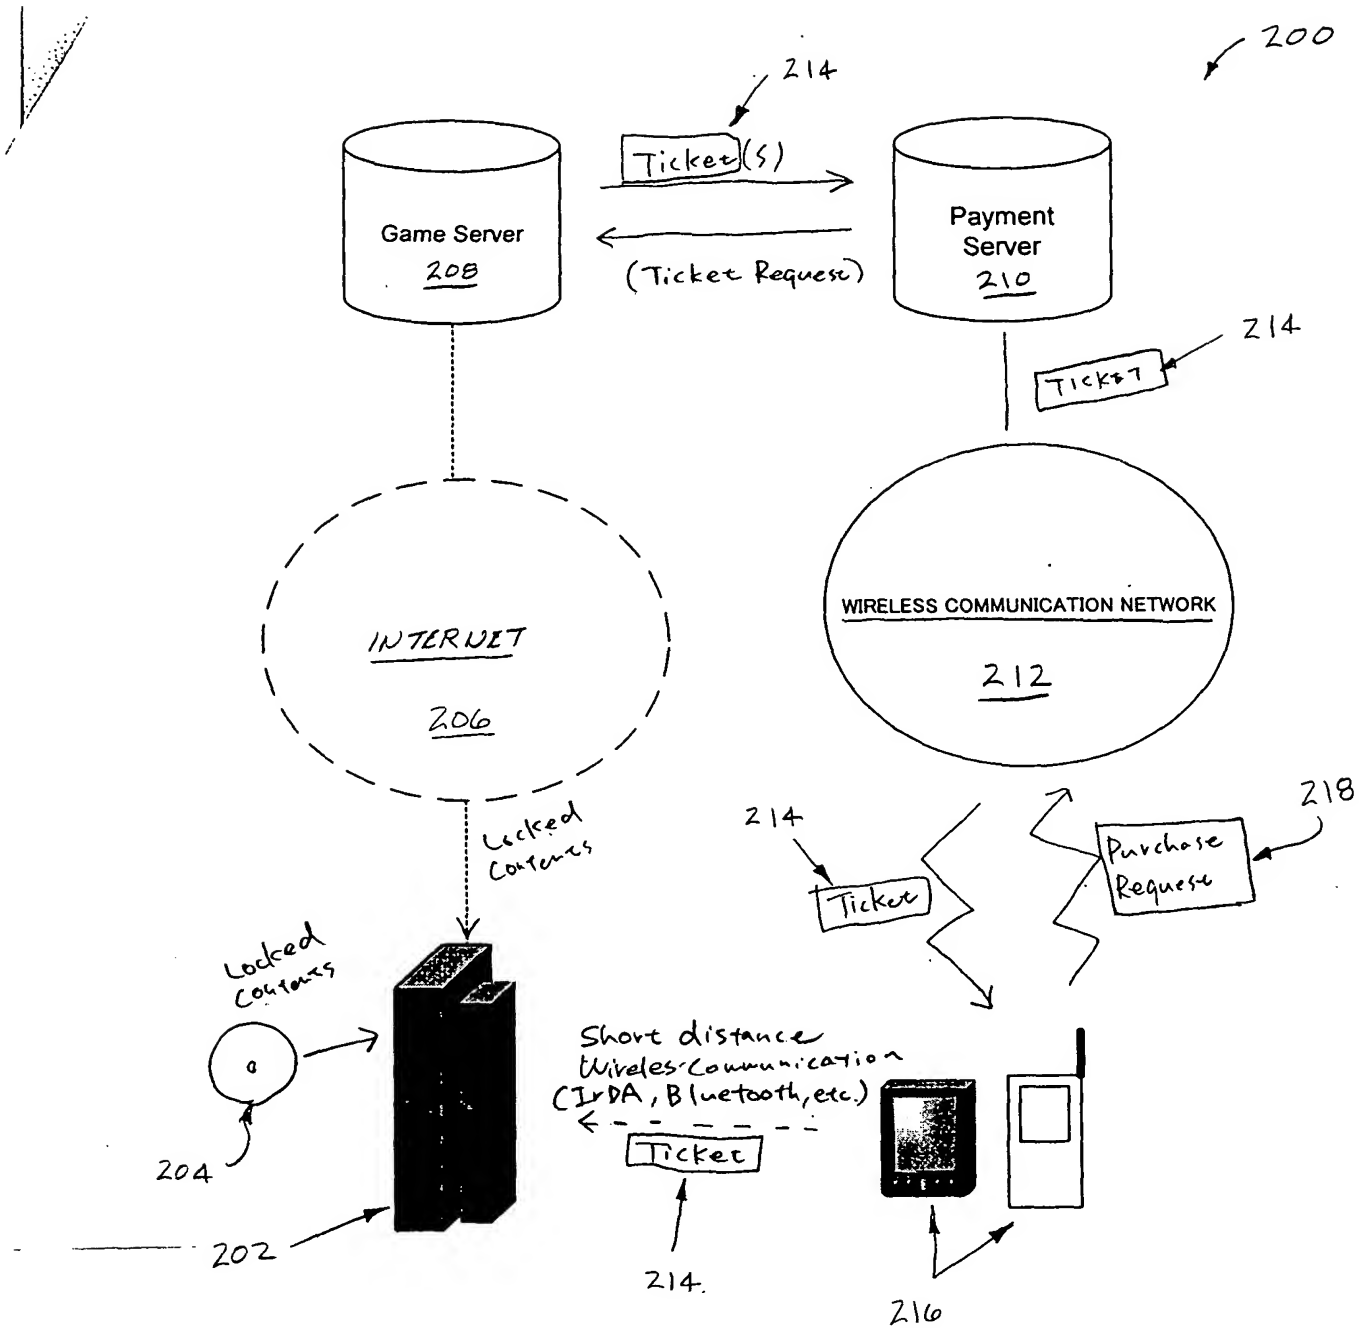 200
214
Ticket(s)
Game Server
208
Payment
Server
210
(Ticket Request)
214
TICKET
INTERNET
206
WIRELESS COMMUNICATION NETWORK
212
Locked
Contents
214
Ticket
218
Purchase
Request
Locked
Contents
204
202
Short distance
Wireless Communication
(IrDA, Bluetooth, etc.)
Ticket
214.
216